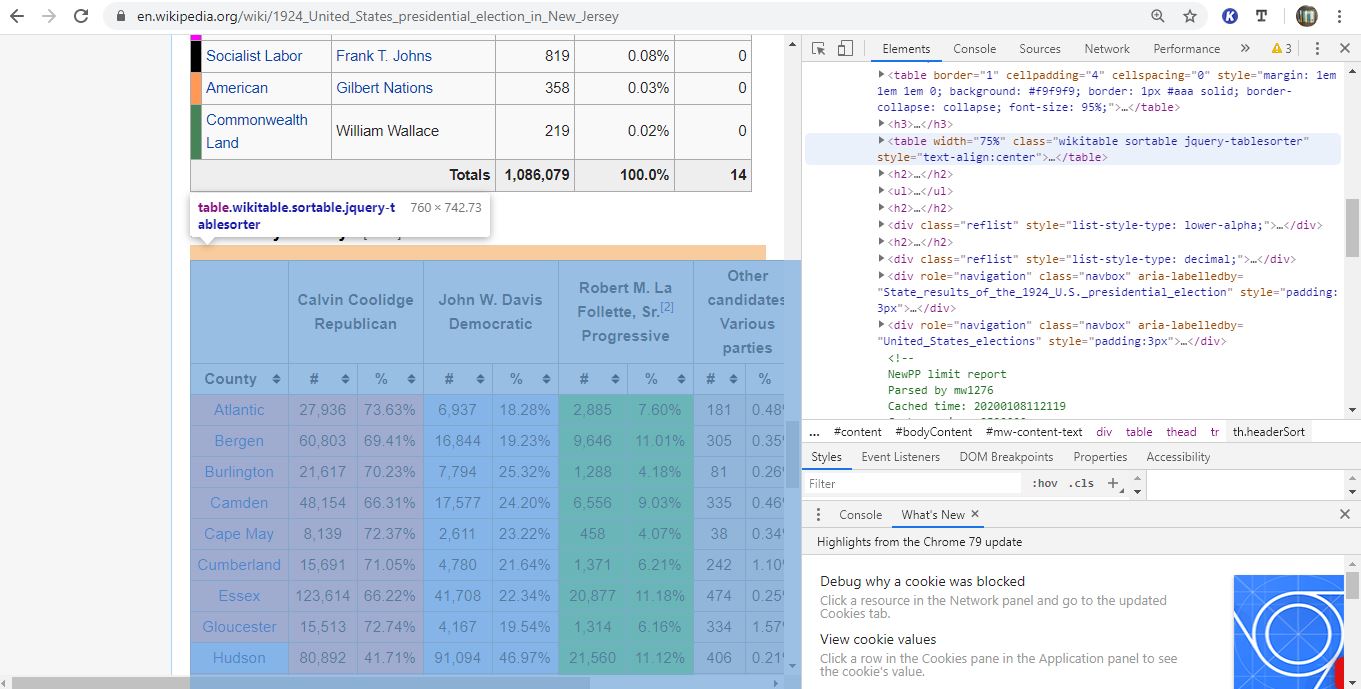 en.wikipedia.org/wiki/1924_United_States_presidential_election_in_New_Jersey
Socialist Labor Frank T. Johns 819 0.08% 0
American Gilbert Nations 358 0.03% 0
Commonwealth
Land William Wallace 219 0.02% 0
Totals 1,086,079 100.0% 14
table.wikitable.sortable.jquery-t 760 × 742.73
ablesorter
Calvin Coolidge
Republican
John W. Davis
Democratic
Robert M. La
Follette, Sr.[2]
Progressive
Other
candidates
Various
parties
County # % # % # % # %
Atlantic 27,936 73.63% 6,937 18.28% 2,885 7.60% 181 0.48%
Bergen 60,803 69.41% 16,844 19.23% 9,646 11.01% 305 0.35%
Burlington 21,617 70.23% 7,794 25.32% 1,288 4.18% 81 0.26%
Camden 48,154 66.31% 17,577 24.20% 6,556 9.03% 335 0.46%
Cape May 8,139 72.37% 2,611 23.22% 458 4.07% 38 0.34%
Cumberland 15,691 71.05% 4,780 21.64% 1,371 6.21% 242 1.10%
Essex 123,614 66.22% 41,708 22.34% 20,877 11.18% 474 0.25%
Gloucester 15,513 72.74% 4,167 19.54% 1,314 6.16% 334 1.57%
Hudson 80,892 41.71% 91,094 46.97% 21,560 11.12% 406 0.21%
Elements Console Sources Network Performance » 3
<table border="1" cellpadding="4" cellspacing="0" style="margin: 1em
1em 1em 0; background: #f9f9f9; border: 1px #aaa solid; border-
collapse: collapse; font-size: 95%;">…</table>
<h3>…</h3>
<table width="75%" class="wikitable sortable jquery-tablesorter"
style="text-align:center">…</table>
<h2>…</h2>
<ul>…</ul>
<h2>…</h2>
<div class="reflist" style="list-style-type: lower-alpha;">…</div>
<h2>…</h2>
<div class="reflist" style="list-style-type: decimal;">…</div>
<div role="navigation" class="navbox" aria-labelledby=
"State_results_of_the_1924_U.S._presidential_election" style="padding:
3px">…</div>
<div role="navigation" class="navbox" aria-labelledby=
"United_States_elections" style="padding:3px">…</div>
<!--
NewPP limit report
Parsed by mw1276
Cached time: 20200108112119
... #content #bodyContent #mw-content-text div table thead tr th.headerSort
Styles Event Listeners DOM Breakpoints Properties Accessibility
Filter :hov .cls +
Console What's New ×
Highlights from the Chrome 79 update
Debug why a cookie was blocked
Click a resource in the Network panel and go to the updated
Cookies tab.
View cookie values
Click a row in the Cookies pane in the Application panel to see
the cookie's value.